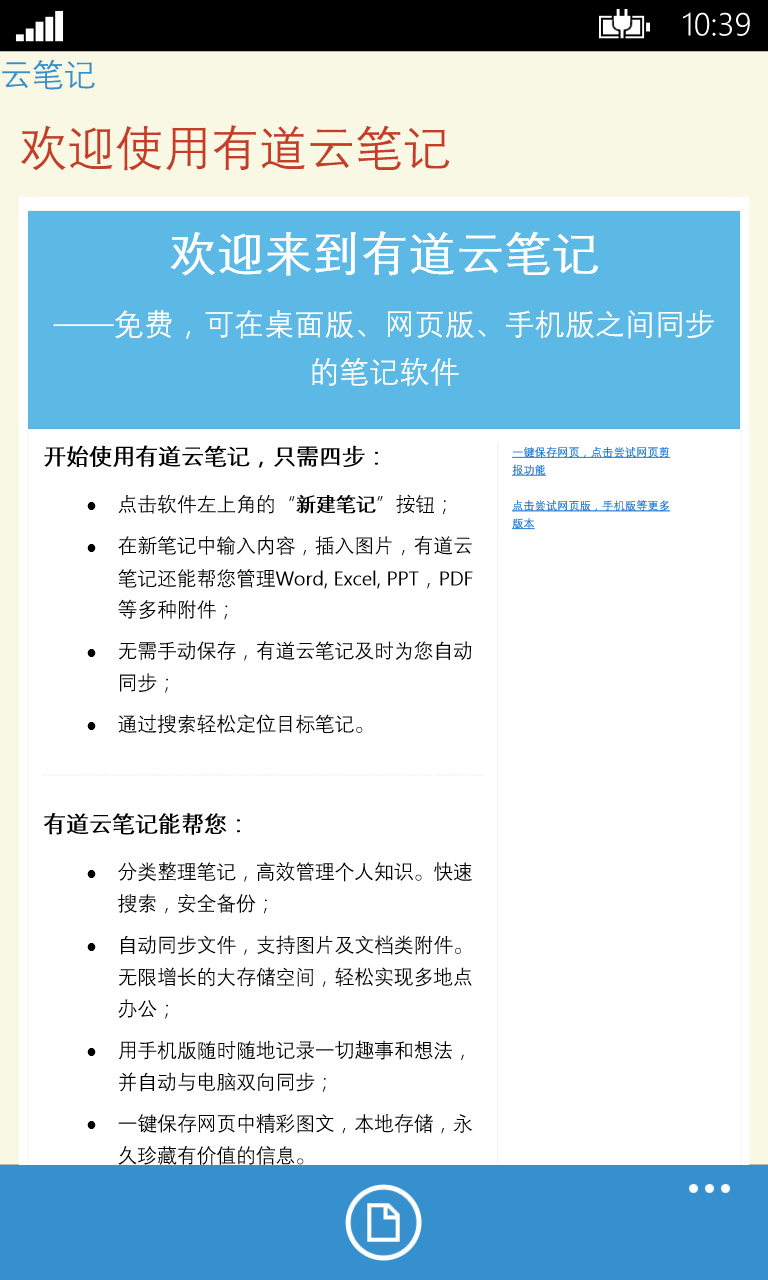 10:39
云笔记
欢迎使用有道云笔记
欢迎来到有道云笔记
——免费，可在桌面版、网页版、手机版之间同步
的笔记软件
开始使用有道云笔记，只需四步：
● 点击软件左上角的“新建笔记”按钮；
● 在新笔记中输入内容，插入图片，有道云
笔记还能帮您管理Word, Excel, PPT，PDF
等多种附件；
● 无需手动保存，有道云笔记及时为您自动
同步；
● 通过搜索轻松定位目标笔记。
有道云笔记能帮您：
● 分类整理笔记，高效管理个人知识。快速
搜索，安全备份；
● 自动同步文件，支持图片及文档类附件。
无限增长的大存储空间，轻松实现多地点
办公；
● 用手机版随时随地记录一切趣事和想法，
并自动与电脑双向同步；
● 一键保存网页中精彩图文，本地存储，永
久珍藏有价值的信息。
一键保存网页，点击尝试网页剪
报功能
点击尝试网页版，手机版等更多
版本